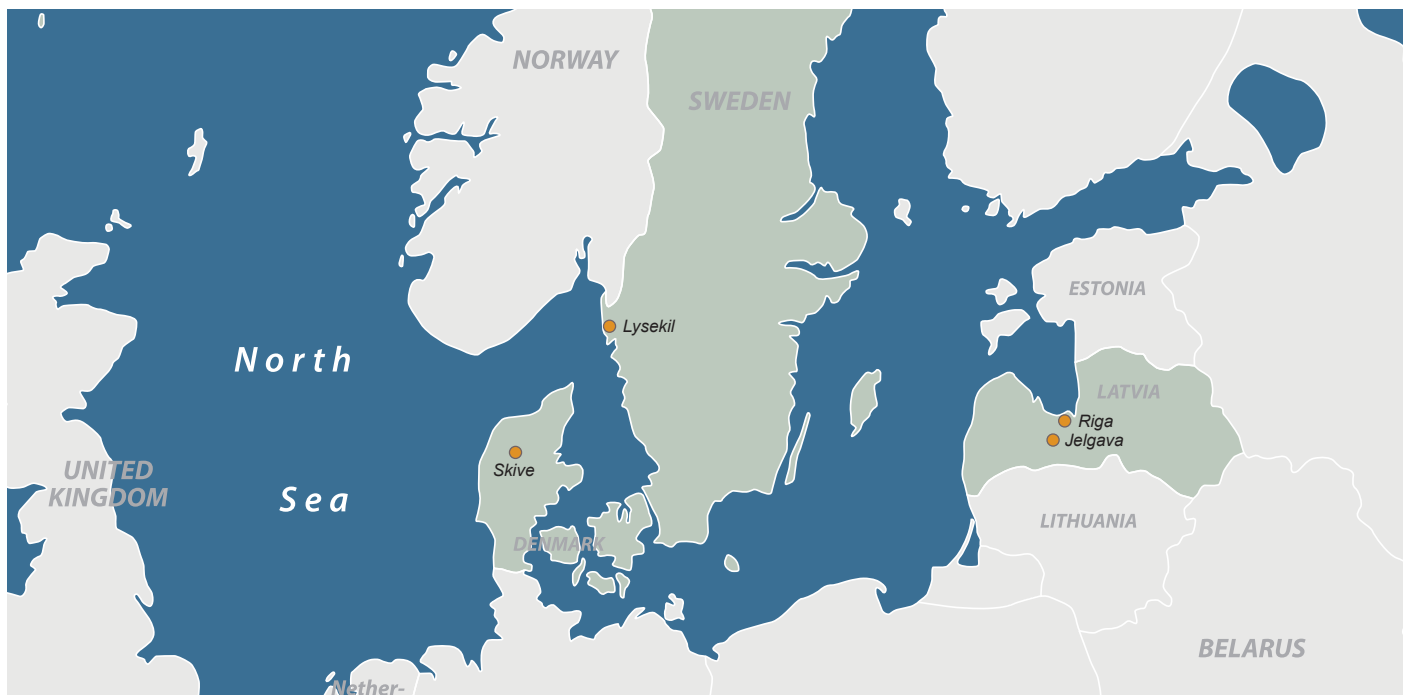 NORWAY
SWEDEN
ESTONIA
Lysekil
North
LATVIA
Riga
Jelgava
Skive
UNITED
KINGDOM
Sea
LITHUANIA
DENMARK
BELARUS
Nether-